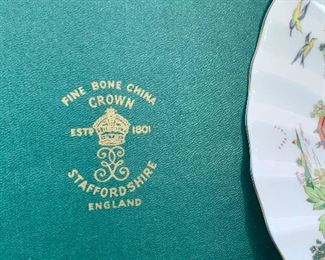 FINE BONE CHINA
CROWN
ESTD 1801
STAFFORDSHIRE
ENGLAND